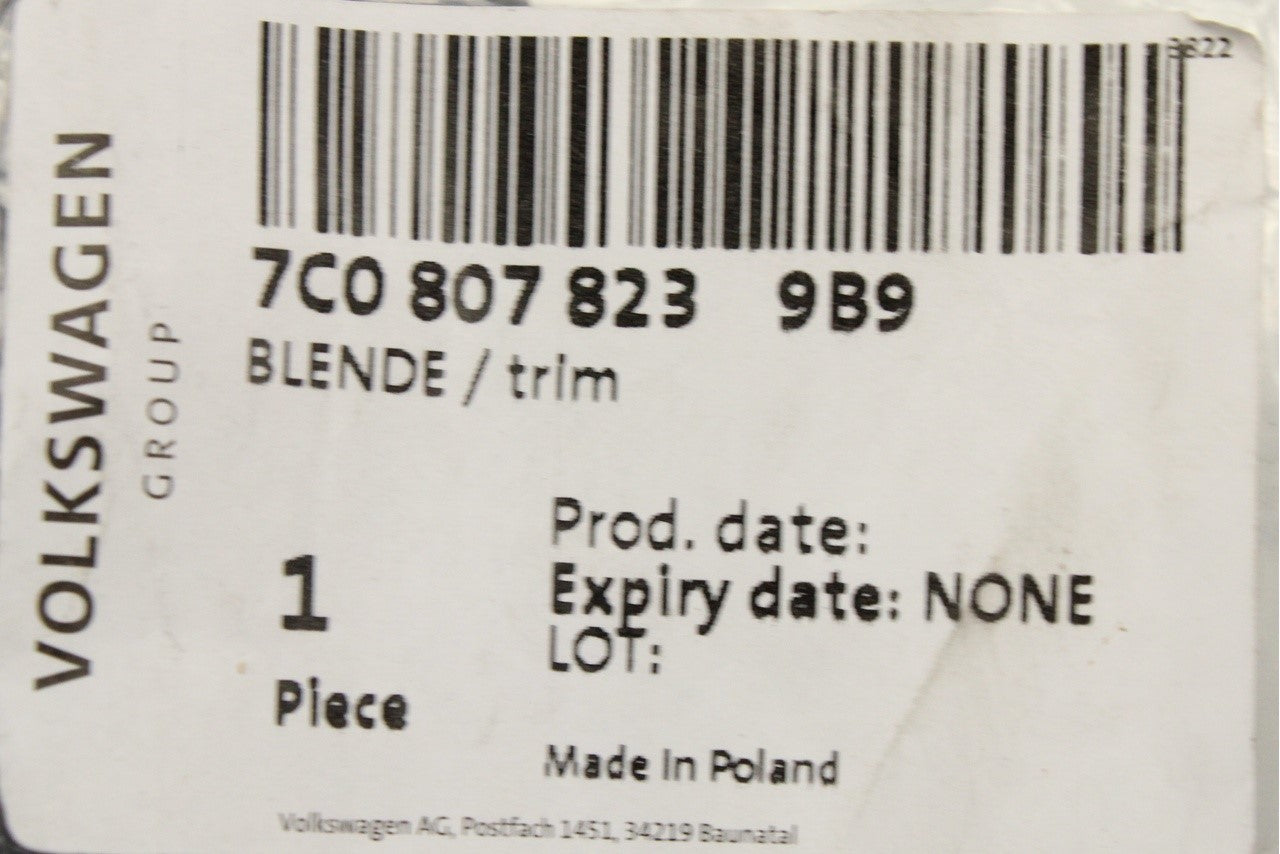 VOLKSWAGEN
GROUP
7C0 807 823 9B9
BLENDE / trim
1
Piece
Prod. date:
Expiry date: NONE
LOT:
Made In Poland
Volkswagen AG, Postfach 1451, 34219 Baunatal